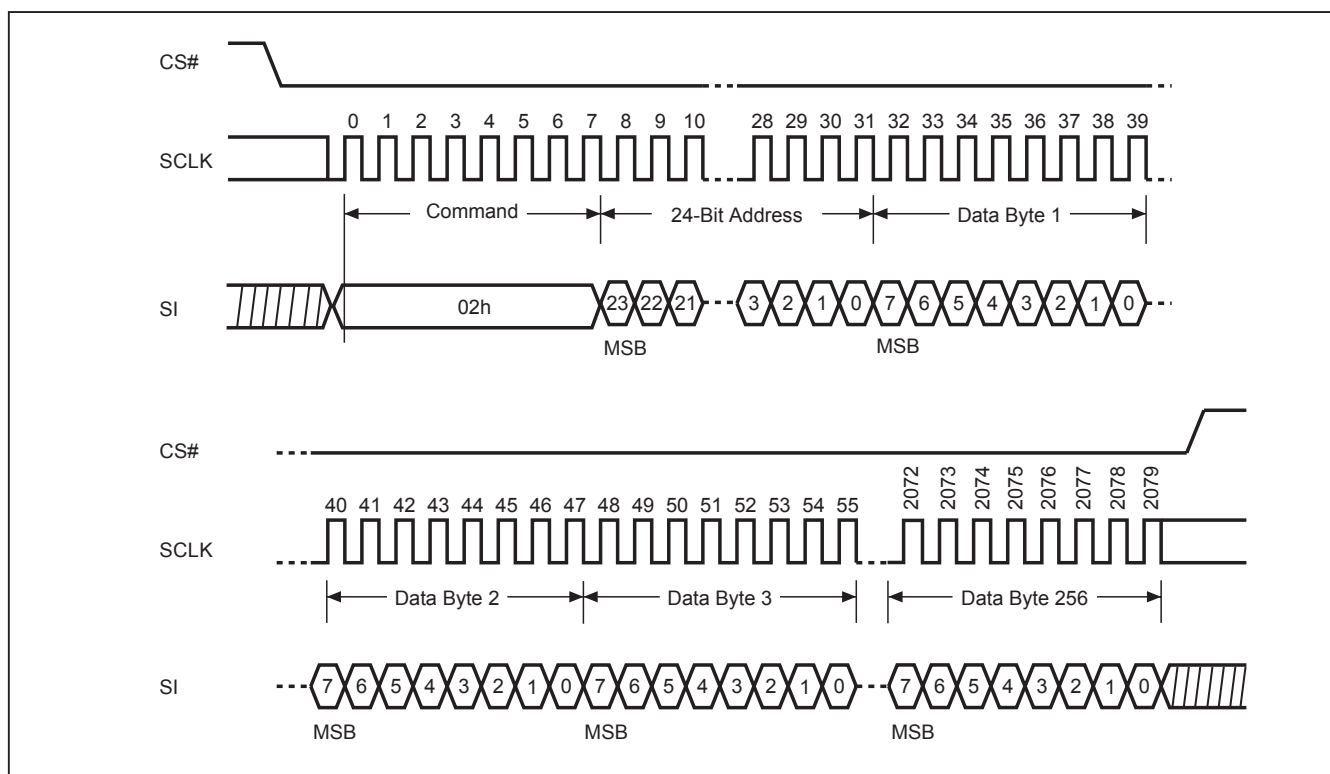 CS#
0 1 2 3 4 5 6 7 8 9 10 28 29 30 31 32 33 34 35 36 37 38 39
SCLK
Command 24-Bit Address Data Byte 1
SI 02h 23 22 21 3 2 1 0 7 6 5 4 3 2 1 0
MSB MSB
CS#
40 41 42 43 44 45 46 47 48 49 50 51 52 53 54 55 2072 2073 2074 2075 2076 2077 2078 2079
SCLK
Data Byte 2 Data Byte 3 Data Byte 256
SI 7 6 5 4 3 2 1 0 7 6 5 4 3 2 1 0 7 6 5 4 3 2 1 0
MSB MSB MSB